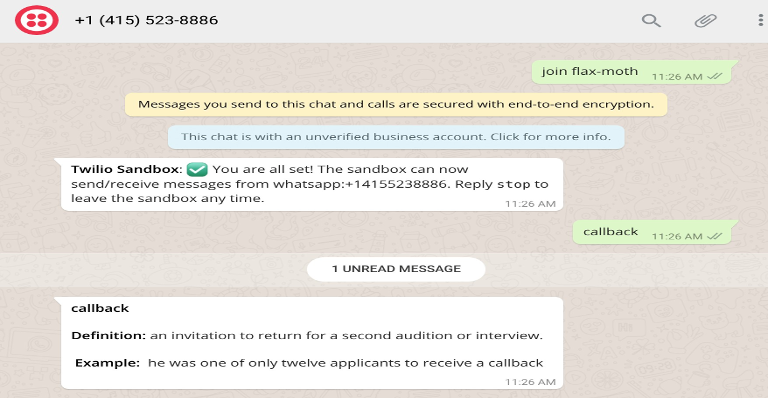 +1 (415) 523-8886
join flax-moth 11:26 AM
Messages you send to this chat and calls are secured with end-to-end encryption.
This chat is with an unverified business account. Click for more info.
Twilio Sandbox: ✅ You are all set! The sandbox can now
send/receive messages from whatsapp:+14155238886. Reply stop to
leave the sandbox any time.
11:26 AM
callback 11:26 AM
1 UNREAD MESSAGE
callback
Definition: an invitation to return for a second audition or interview.
Example: he was one of only twelve applicants to receive a callback
11:26 AM